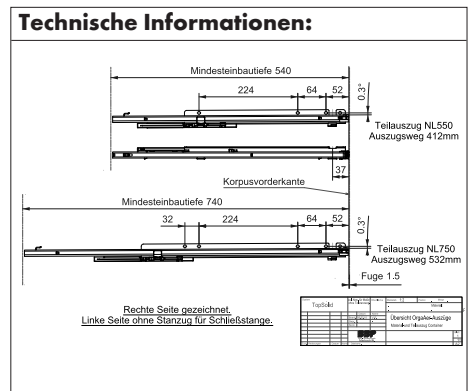 Technische Informationen:
Mindesteinbautiefe 540
224
64
52
0.3°
Teilauszug NL550
Auszugsweg 412mm
37
Korpusvorderkante
Mindesteinbautiefe 740
32
224
64
52
0.3°
Teilauszug NL750
Auszugsweg 532mm
Fuge 1.5
Rechte Seite gezeichnet.
Linke Seite ohne Stanzug für Schließstange.
TopSolid
Übersicht OrgaAer-Auszüge